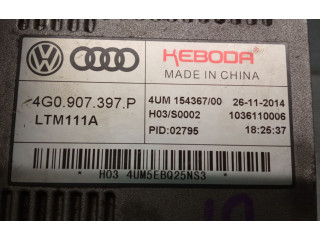 KEBODA
MADE IN CHINA
4G0.907.397.P
LTM111A
4UM 154367/00 26-11-2014
H03/S0002 1036110006
PID:02795 18:25:37
* H03 4UM5EBQ25NS3 *